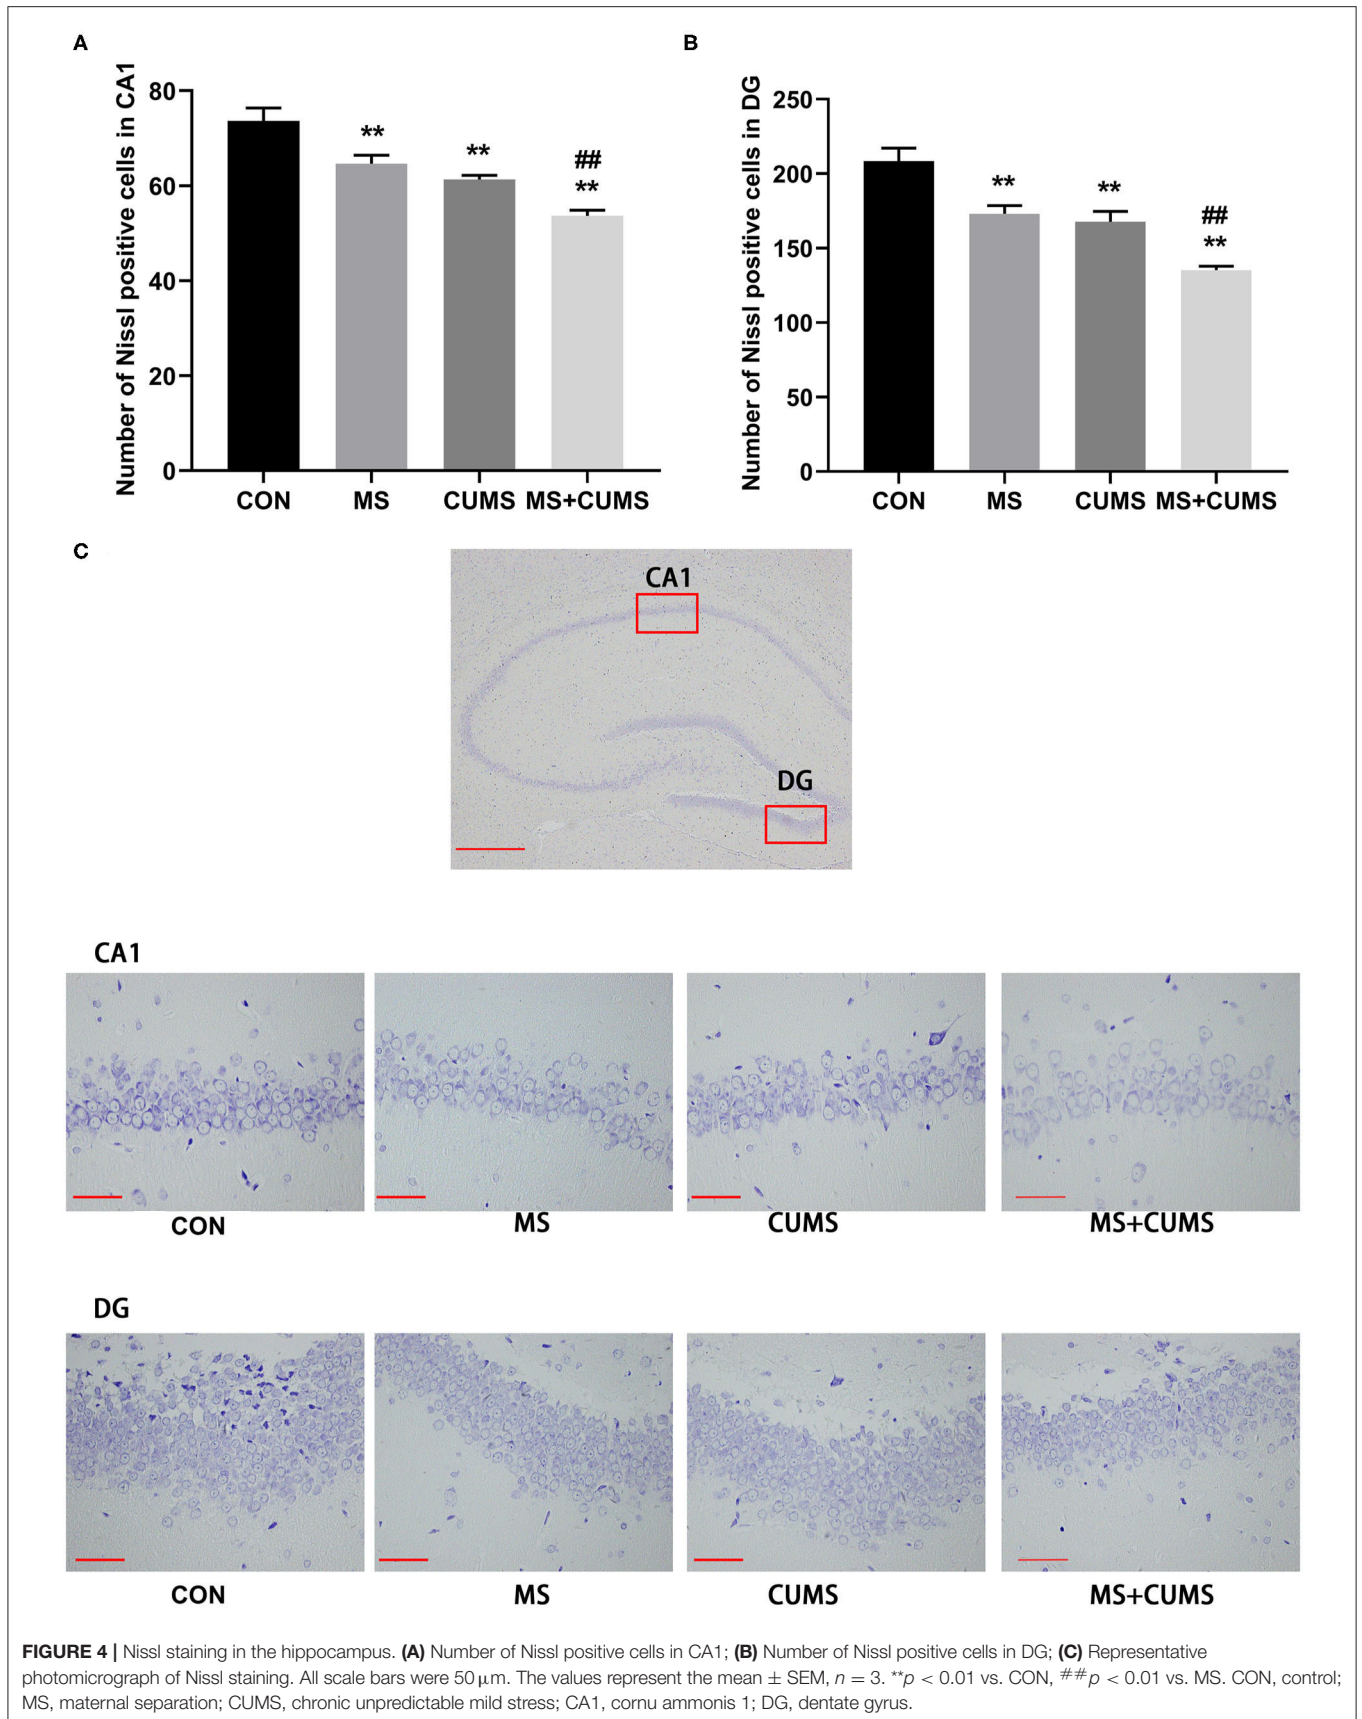 A
Number of Nissl positive cells in CA1
80
60
40
20
0
**
**
##
**
CON MS CUMS MS+CUMS
B
Number of Nissl positive cells in DG
250
200
150
100
50
0
**
**
##
**
CON MS CUMS MS+CUMS
C
CA1
DG
CA1
CON MS CUMS MS+CUMS
DG
CON MS CUMS MS+CUMS
FIGURE 4 | Nissl staining in the hippocampus. (A) Number of Nissl positive cells in CA1; (B) Number of Nissl positive cells in DG; (C) Representative
photomicrograph of Nissl staining. All scale bars were 50 μm. The values represent the mean ± SEM, n = 3. **p < 0.01 vs. CON, ##p < 0.01 vs. MS. CON, control;
MS, maternal separation; CUMS, chronic unpredictable mild stress; CA1, cornu ammonis 1; DG, dentate gyrus.